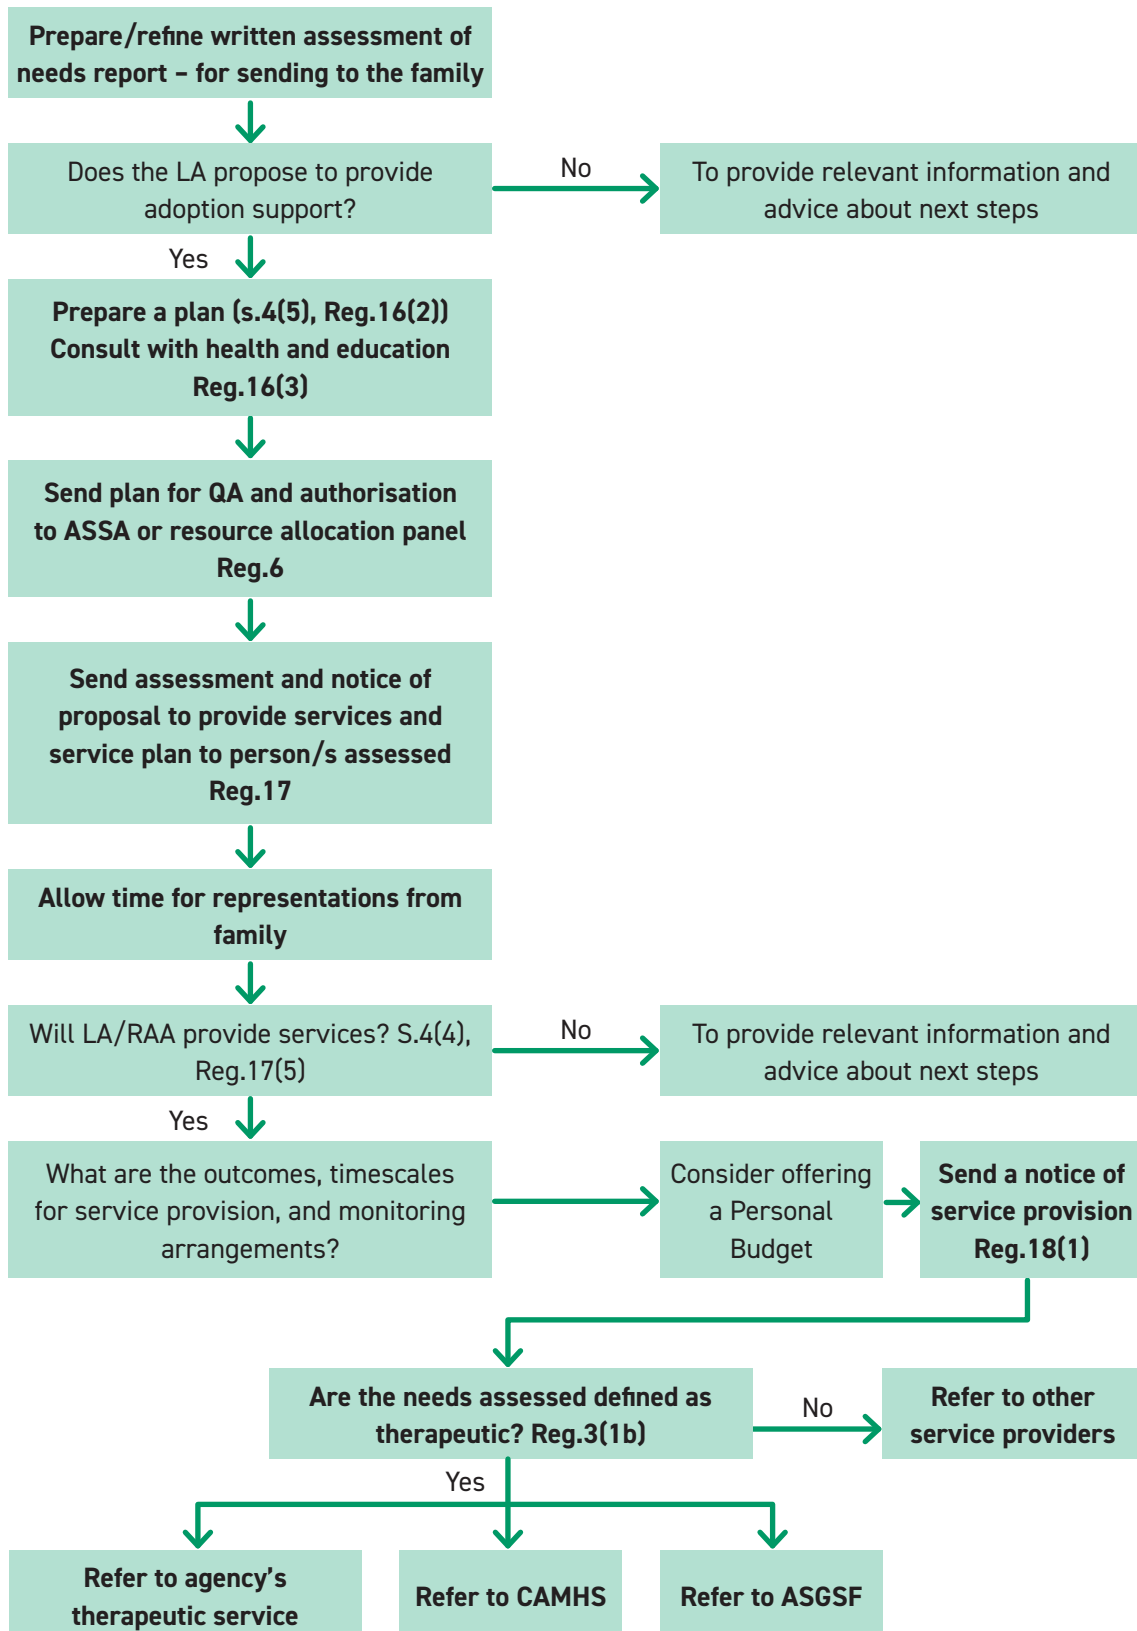 Prepare/refine written assessment of
needs report – for sending to the family
Does the LA propose to provide
adoption support?
No
To provide relevant information and
advice about next steps
Yes
Prepare a plan (s.4(5), Reg.16(2))
Consult with health and education
Reg.16(3)
Send plan for QA and authorisation
to ASSA or resource allocation panel
Reg.6
Send assessment and notice of
proposal to provide services and
service plan to person/s assessed
Reg.17
Allow time for representations from
family
Will LA/RAA provide services? S.4(4),
Reg.17(5)
No
To provide relevant information and
advice about next steps
Yes
What are the outcomes, timescales
for service provision, and monitoring
arrangements?
Consider offering
a Personal
Budget
Send a notice of
service provision
Reg.18(1)
Are the needs assessed defined as
therapeutic? Reg.3(1b)
No
Refer to other
service providers
Yes
Refer to agency’s
therapeutic service
Refer to CAMHS
Refer to ASGSF